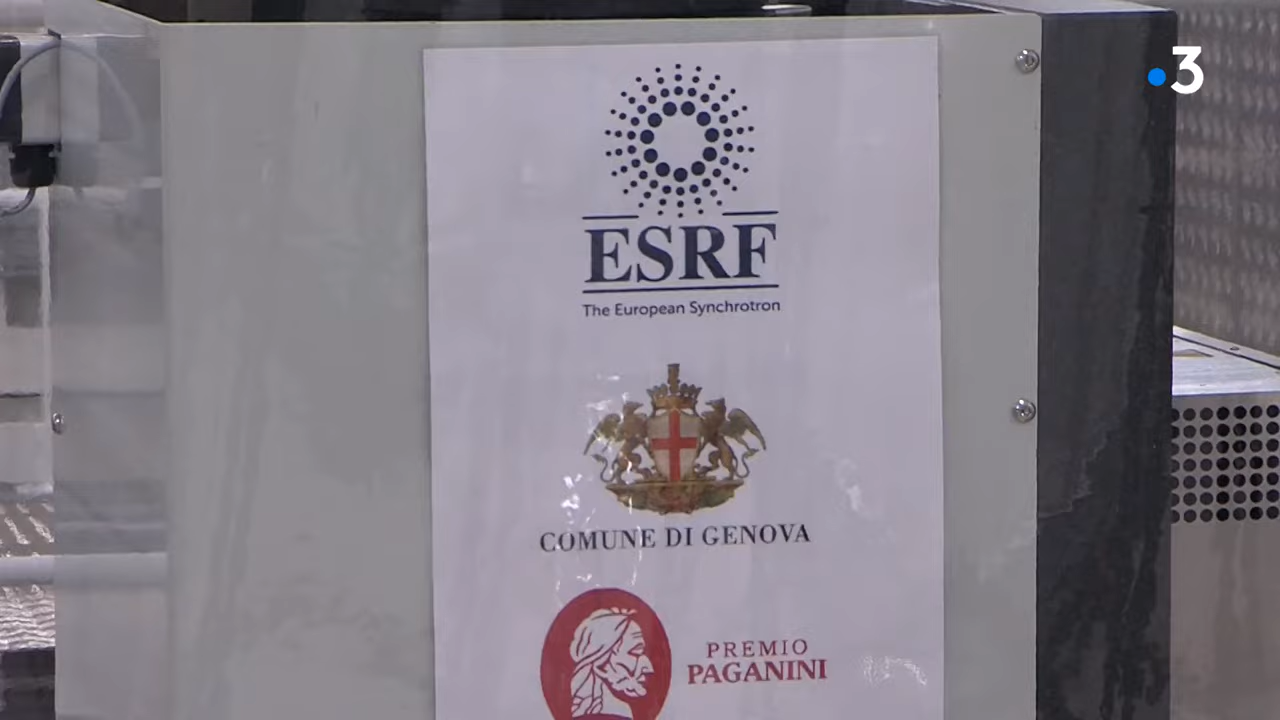 3
ESRF
The European Synchrotron
COMUNE DI GENOVA
PREMIO
PAGANINI